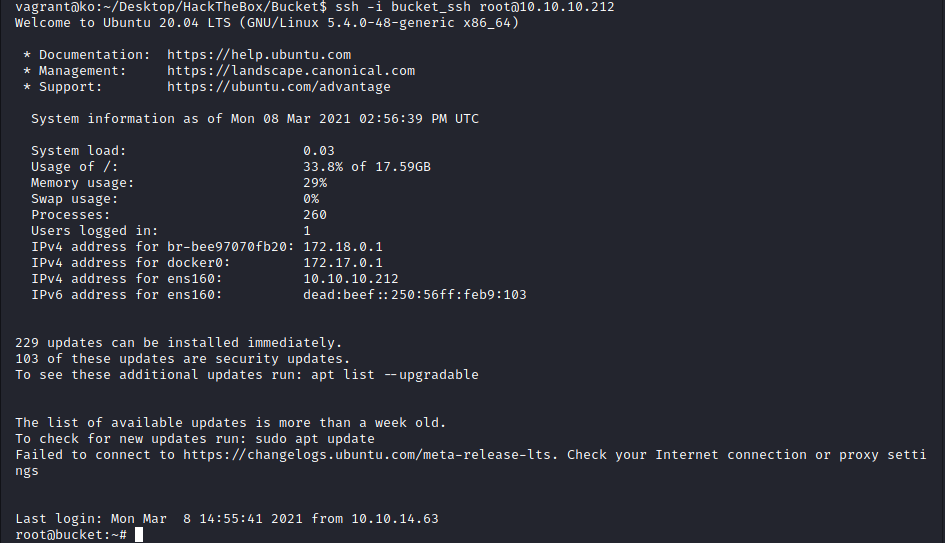 vagrant@ko:~/Desktop/HackTheBox/Bucket$ ssh -i bucket_ssh root@10.10.10.212
Welcome to Ubuntu 20.04 LTS (GNU/Linux 5.4.0-48-generic x86_64)
* Documentation:  https://help.ubuntu.com
* Management:     https://landscape.canonical.com
* Support:        https://ubuntu.com/advantage
System information as of Mon 08 Mar 2021 02:56:39 PM UTC
System load:                      0.03
Usage of /:                       33.8% of 17.59GB
Memory usage:                     29%
Swap usage:                       0%
Processes:                        260
Users logged in:                  1
IPv4 address for br-bee97070fb20: 172.18.0.1
IPv4 address for docker0:         172.17.0.1
IPv4 address for ens160:          10.10.10.212
IPv6 address for ens160:          dead:beef::250:56ff:feb9:103
229 updates can be installed immediately.
103 of these updates are security updates.
To see these additional updates run: apt list --upgradable
The list of available updates is more than a week old.
To check for new updates run: sudo apt update
Failed to connect to https://changelogs.ubuntu.com/meta-release-lts. Check your Internet connection or proxy setti
ngs
Last login: Mon Mar  8 14:55:41 2021 from 10.10.14.63
root@bucket:~#